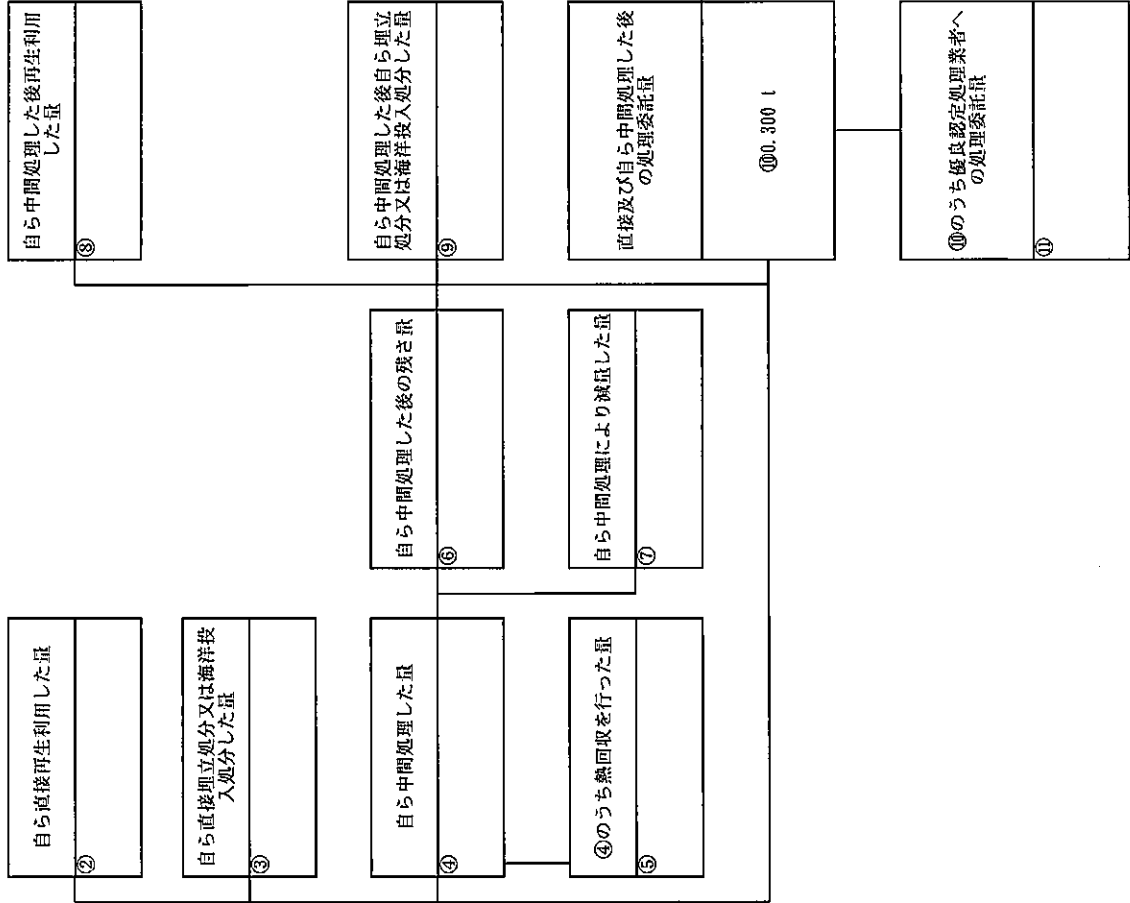 自ら直接再生利用した量
②
自ら直接埋立処分又は海洋投
入処分した量
③
自ら中間処理した量
④
④のうち熱回収を行った量
⑤
自ら中間処理した後の残さ量
⑥
自ら中間処理により減量した量
⑦
自ら中間処理した後再生利用
した量
⑧
自ら中間処理した後自ら埋立
処分又は海洋投入処分した量
⑨
直接及び自ら中間処理した後
の処理委託量
⑩0.300 t
⑩のうち優良認定処理業者へ
の処理委託量
⑪